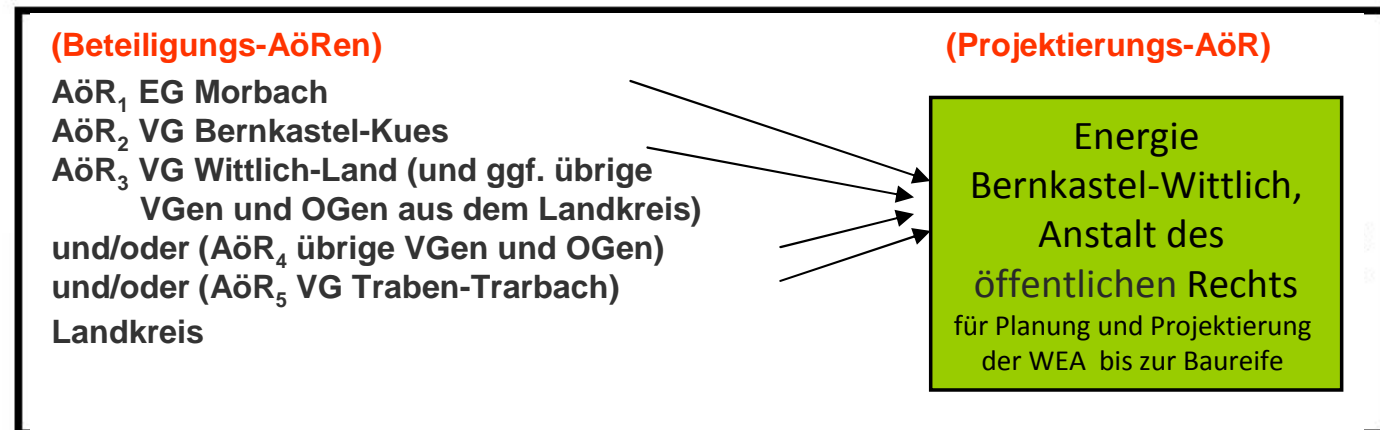 (Beteiligungs-AöRen)
AöR₁ EG Morbach
AöR₂ VG Bernkastel-Kues
AöR₃ VG Wittlich-Land (und ggf. übrige
VGen und OGen aus dem Landkreis)
und/oder (AöR₄ übrige VGen und OGen)
und/oder (AöR₅ VG Traben-Trarbach)
Landkreis
(Projektierungs-AöR)
Energie
Bernkastel-Wittlich,
Anstalt des
öffentlichen Rechts
für Planung und Projektierung
der WEA bis zur Baureife